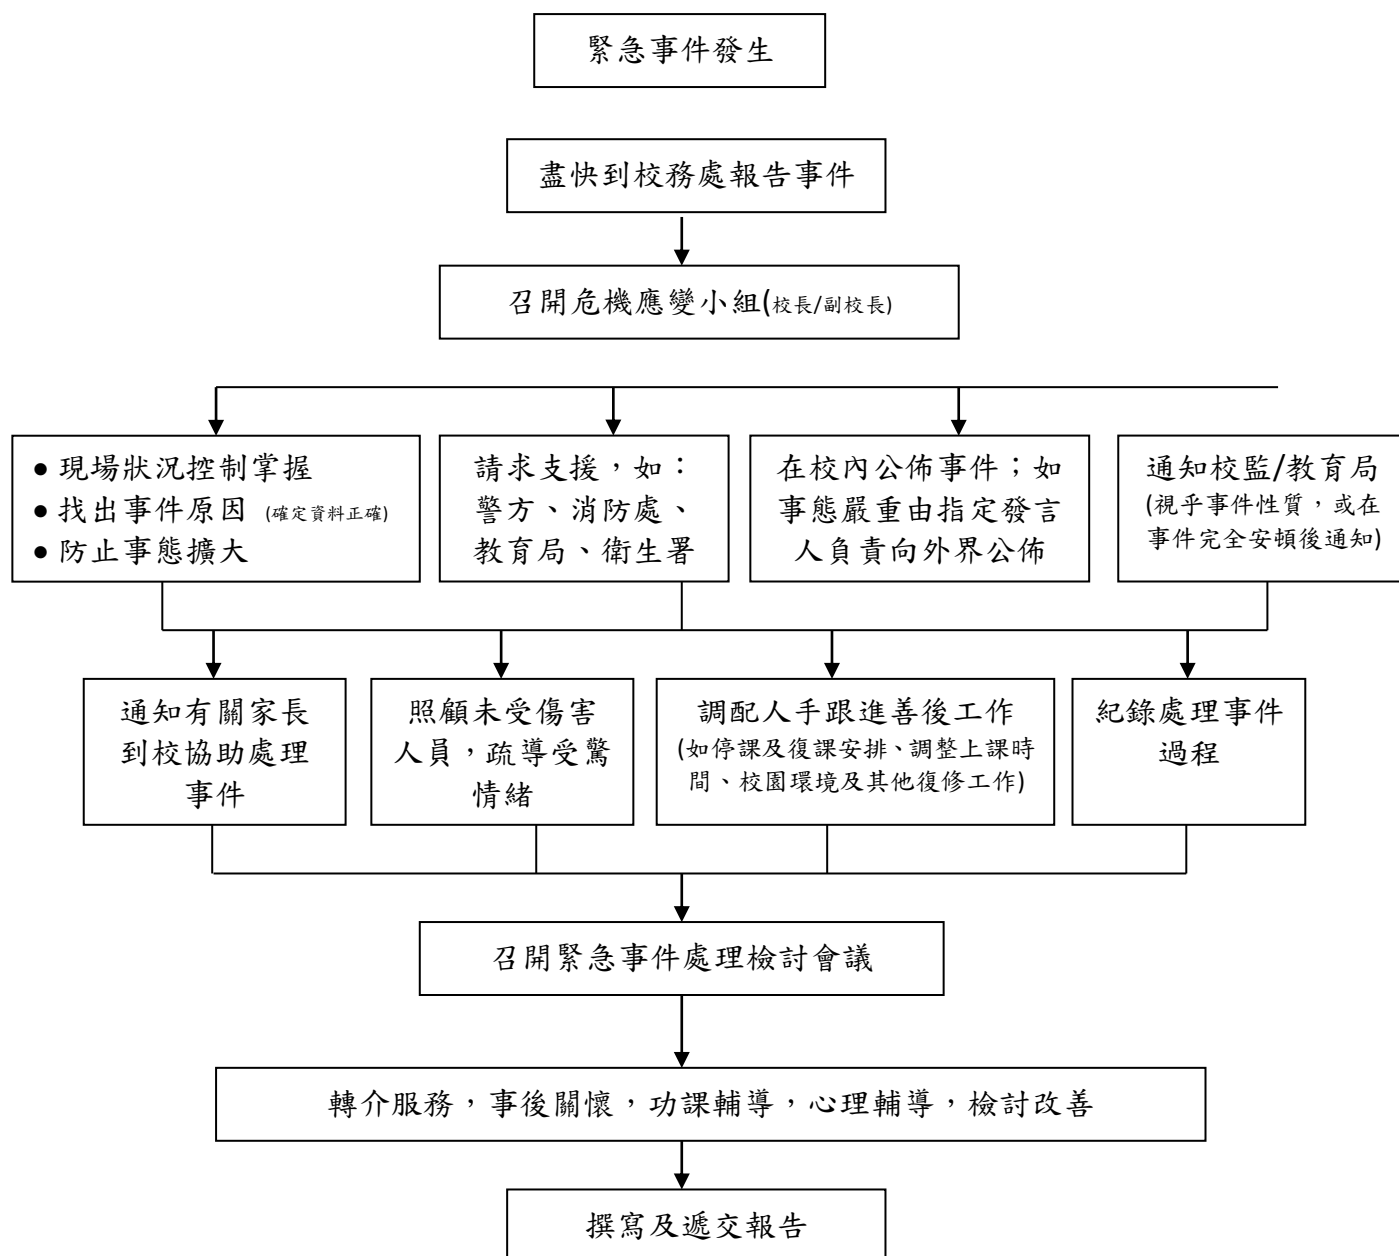 緊急事件發生
盡快到校務處報告事件
召開危機應變小組(校長/副校長)
● 現場狀況控制掌握
● 找出事件原因 (確定資料正確)
● 防止事態擴大
請求支援，如：
警方、消防處、
教育局、衛生署
在校內公佈事件；如
事態嚴重由指定發言
人負責向外界公佈
通知校監/教育局
(視乎事件性質，或在
事件完全安頓後通知)
通知有關家長
到校協助處理
事件
照顧未受傷害
人員，疏導受驚
情緒
調配人手跟進善後工作
(如停課及復課安排、調整上課時
間、校園環境及其他復修工作)
紀錄處理事件
過程
召開緊急事件處理檢討會議
轉介服務，事後關懷，功課輔導，心理輔導，檢討改善
撰寫及遞交報告